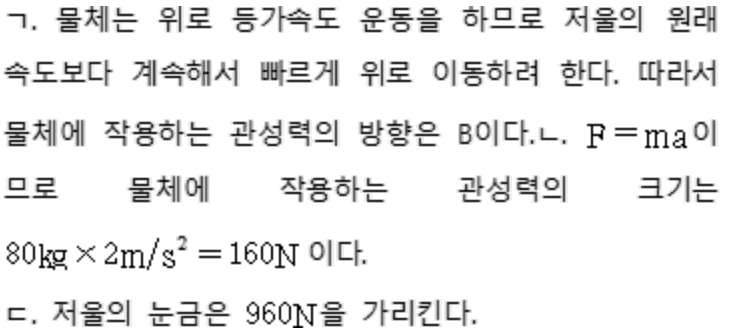 ㄱ. 물체는 위로 등가속도 운동을 하므로 저울의 원래
속도보다 계속해서 빠르게 위로 이동하려 한다. 따라서
물체에 작용하는 관성력의 방향은 B이다.ㄴ. F=ma이
므로 물체에 작용하는 관성력의 크기는
80kg×2m/s²=160N 이다.
ㄷ. 저울의 눈금은 960N을 가리킨다.